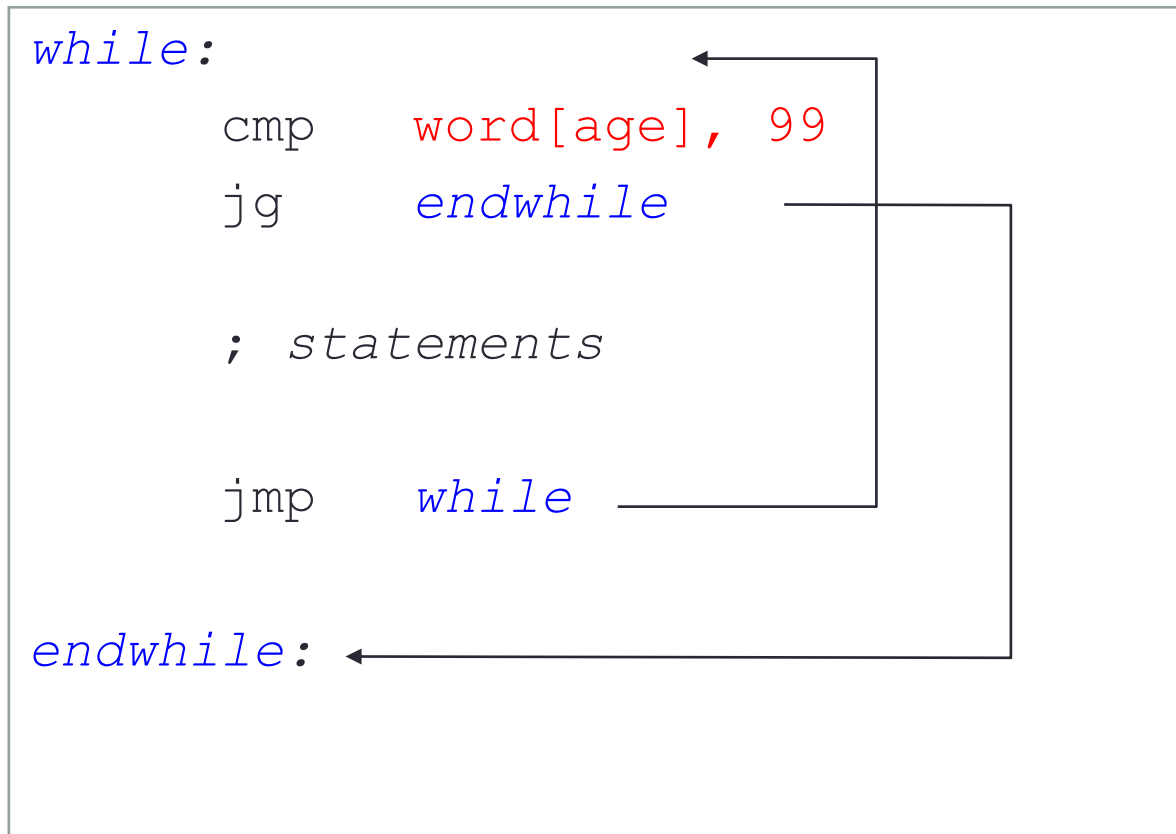 while:
cmp word[age], 99
jg endwhile
; statements
jmp while
endwhile: